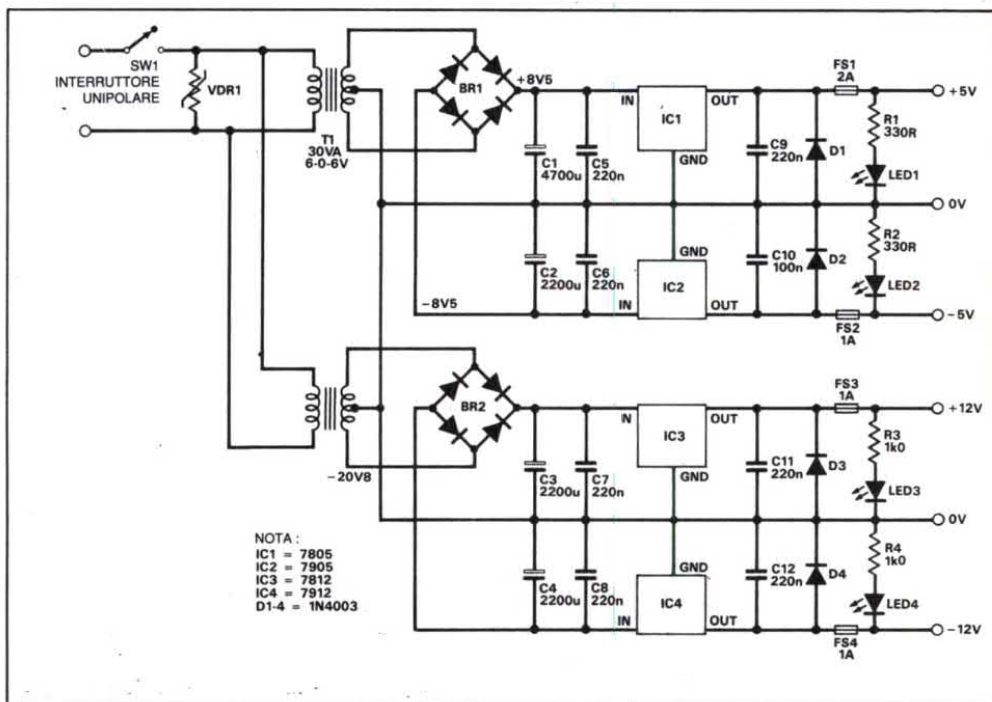 SW1
INTERRUTTORE
UNIPOLARE
VDR1
T1
30VA
6-0-6V
BR1
+8V5
-8V5
C1
4700u
C5
220n
C2
2200u
C6
220n
IN
IC1
OUT
GND
GND
IC2
IN
OUT
C9
220n
C10
100n
D1
D2
FS1
2A
R1
330R
LED1
R2
330R
LED2
FS2
1A
+5V
0V
-5V
BR2
-20V8
C3
2200u
C7
220n
C4
2200u
C8
220n
IN
IC3
OUT
GND
GND
IC4
IN
OUT
C11
220n
C12
220n
D3
D4
FS3
1A
R3
1k0
LED3
R4
1k0
LED4
FS4
1A
+12V
0V
-12V
NOTA :
IC1 = 7805
IC2 = 7905
IC3 = 7812
IC4 = 7912
D1-4 = 1N4003